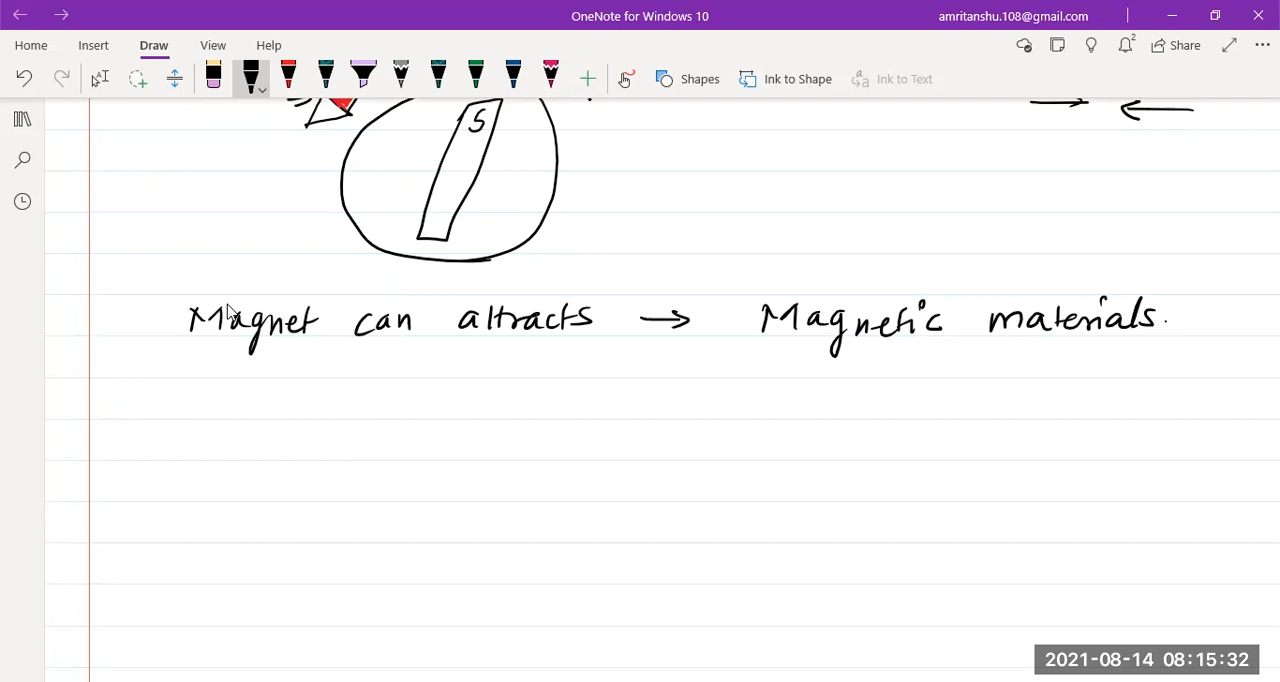 OneNote for Windows 10
amritanshu.108@gmail.com
Home Insert Draw View Help
2
Share
Shapes Ink to Shape Ink to Text
S
Magnet can attracts → Magnetic materials.
2021-08-14 08:15:32